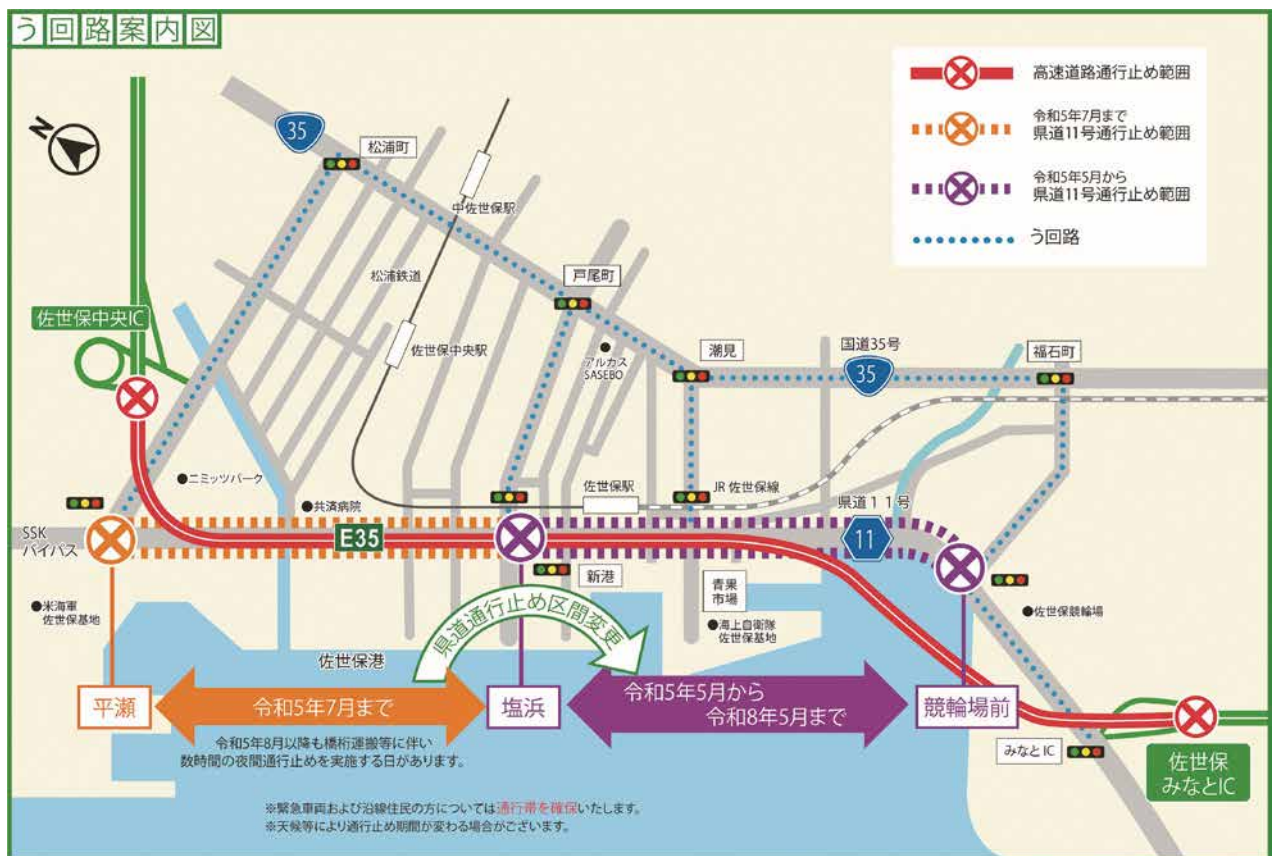 う回路案内図
高速道路通行止め範囲
令和5年7月まで
県道11号通行止め範囲
令和5年5月から
県道11号通行止め範囲
う回路
N
35
松浦町
中佐世保駅
松浦鉄道
戸尾町
佐世保中央IC
佐世保中央駅
アルカス
SASEBO
潮見
国道35号
35
福石町
ニミッツパーク
共済病院
佐世保駅
JR 佐世保線
県道11号
SSK
バイパス
E35
11
新港
青果
市場
米海軍
佐世保基地
海上自衛隊
佐世保基地
佐世保競輪場
県道通行止め区間変更
佐世保港
平瀬
令和5年7月まで
塩浜
令和5年5月から
令和8年5月まで
競輪場前
令和5年8月以降も橋桁運搬等に伴い
数時間の夜間通行止めを実施する日があります。
みなとIC
佐世保
みなとIC
※緊急車両および沿線住民の方については通行帯を確保いたします。
※天候等により通行止め期間が変わる場合がございます。